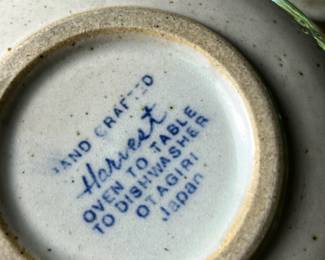 HAND CRAFTED
Harvest
OVEN TO TABLE
TO DISHWASHER
OTAGIRI
Japan